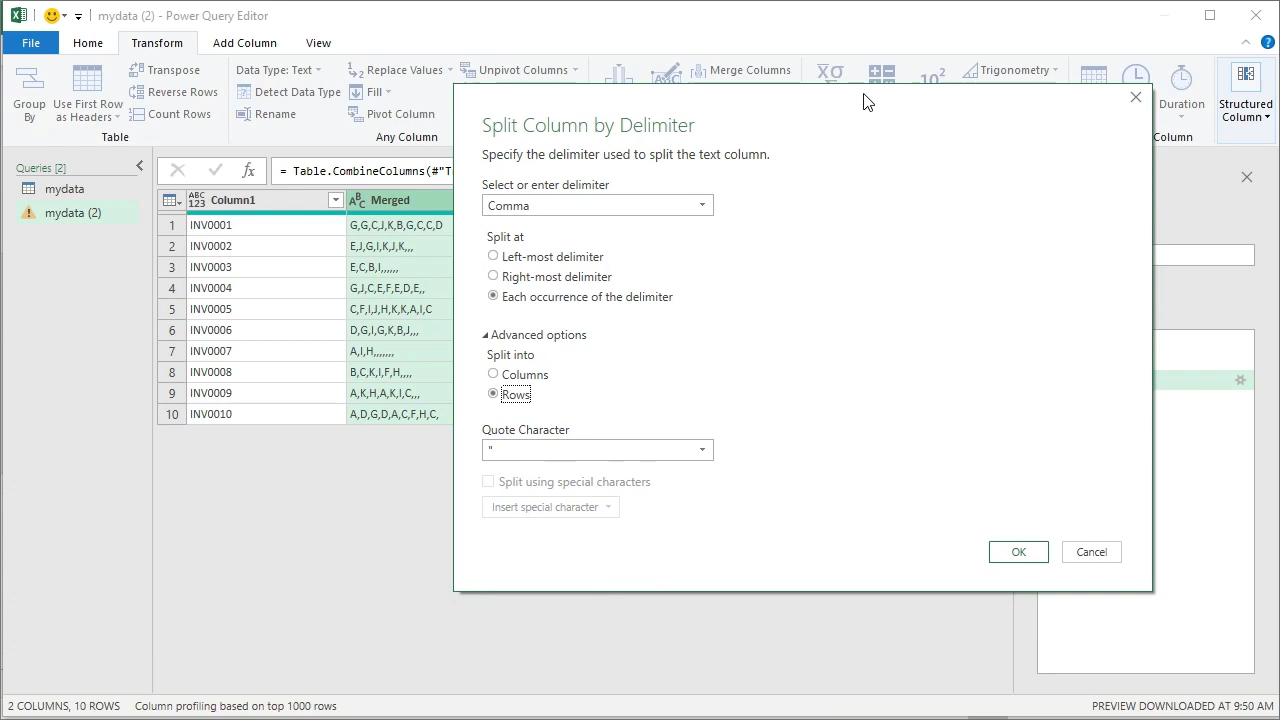 mydata (2) - Power Query Editor
File Home Transform Add Column View
Group By
Use First Row as Headers
Transpose
Reverse Rows
Count Rows
Table
Data Type: Text
Detect Data Type
Rename
Replace Values
Fill
Pivot Column
Any Column
Unpivot Columns
ABC
Merge Columns
XΣ
σ
10²
Trigonometry
Duration
Column
Structured Column
Queries [2]
mydata
mydata (2)
fx
= Table.CombineColumns(#"T
ABC 123 Column1 ABC Merged
1 INV0001 G,G,C,J,K,B,G,C,C,D
2 INV0002 E,J,G,I,K,J,K,,,
3 INV0003 E,C,B,I,,,,,,
4 INV0004 G,J,C,E,F,E,D,E,,
5 INV0005 C,F,I,J,H,K,K,A,I,C
6 INV0006 D,G,I,G,K,B,J,,,
7 INV0007 A,I,H,,,,,,,
8 INV0008 B,C,K,I,F,H,,,,
9 INV0009 A,K,H,A,K,I,C,,,
10 INV0010 A,D,G,D,A,C,F,H,C,
Split Column by Delimiter
Specify the delimiter used to split the text column.
Select or enter delimiter
Comma
Split at
Left-most delimiter
Right-most delimiter
Each occurrence of the delimiter
Advanced options
Split into
Columns
Rows
Quote Character
"
Split using special characters
Insert special character
OK Cancel
2 COLUMNS, 10 ROWS Column profiling based on top 1000 rows PREVIEW DOWNLOADED AT 9:50 AM